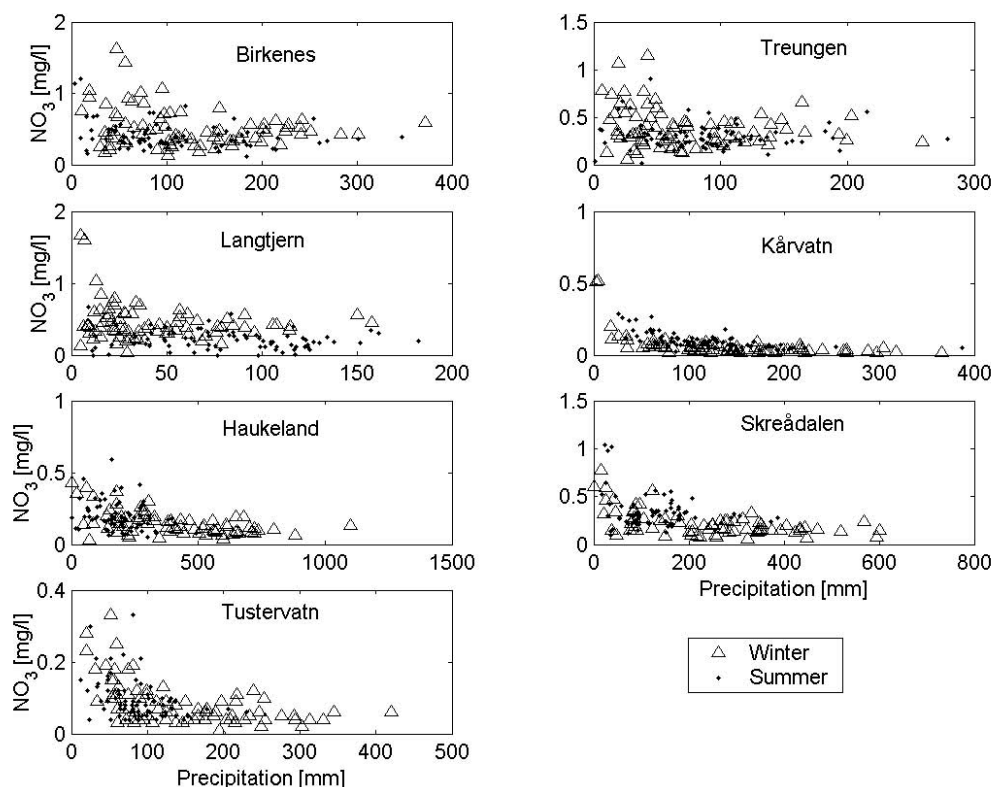 2
1
0
NO3 [mg/l]
Birkenes
0 100 200 300 400
1.5
1
0.5
0
Treungen
0 100 200 300
2
1
0
NO3 [mg/l]
Langtjern
0 50 100 150 200
1
0.5
0
Kårvatn
0 100 200 300 400
1
0.5
0
NO3 [mg/l]
Haukeland
0 500 1000 1500
1.5
1
0.5
0
Skreådalen
0 200 400 600 800
Precipitation [mm]
0.4
0.2
0
NO3 [mg/l]
Tustervatn
0 100 200 300 400 500
Precipitation [mm]
Winter
Summer